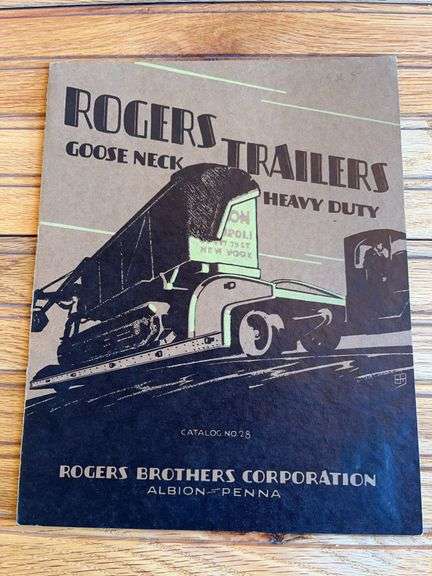 ROGERS
GOOSE NECK
TRAILERS
HEAVY DUTY
NEW YORK
CATALOG NO. 28
ROGERS BROTHERS CORPORATION
ALBION—PENNA